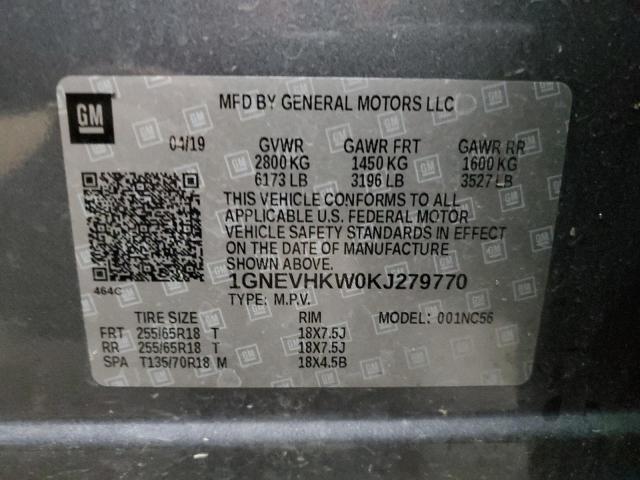 GM
MFD BY GENERAL MOTORS LLC
04/19 GVWR GAWR FRT GAWR RR
2800 KG 1450 KG 1600 KG
6173 LB 3196 LB 3527 LB
THIS VEHICLE CONFORMS TO ALL
APPLICABLE U.S. FEDERAL MOTOR
VEHICLE SAFETY STANDARDS IN EFFECT
ON THE DATE OF MANUFACTURE
SHOWN ABOVE.
464C
1GNEVHKW0KJ279770
TYPE: M.P.V.
TIRE SIZE RIM MODEL: 001NC56
FRT 255/65R18 T 18X7.5J
RR 255/65R18 T 18X7.5J
SPA T135/70R18 M 18X4.5B